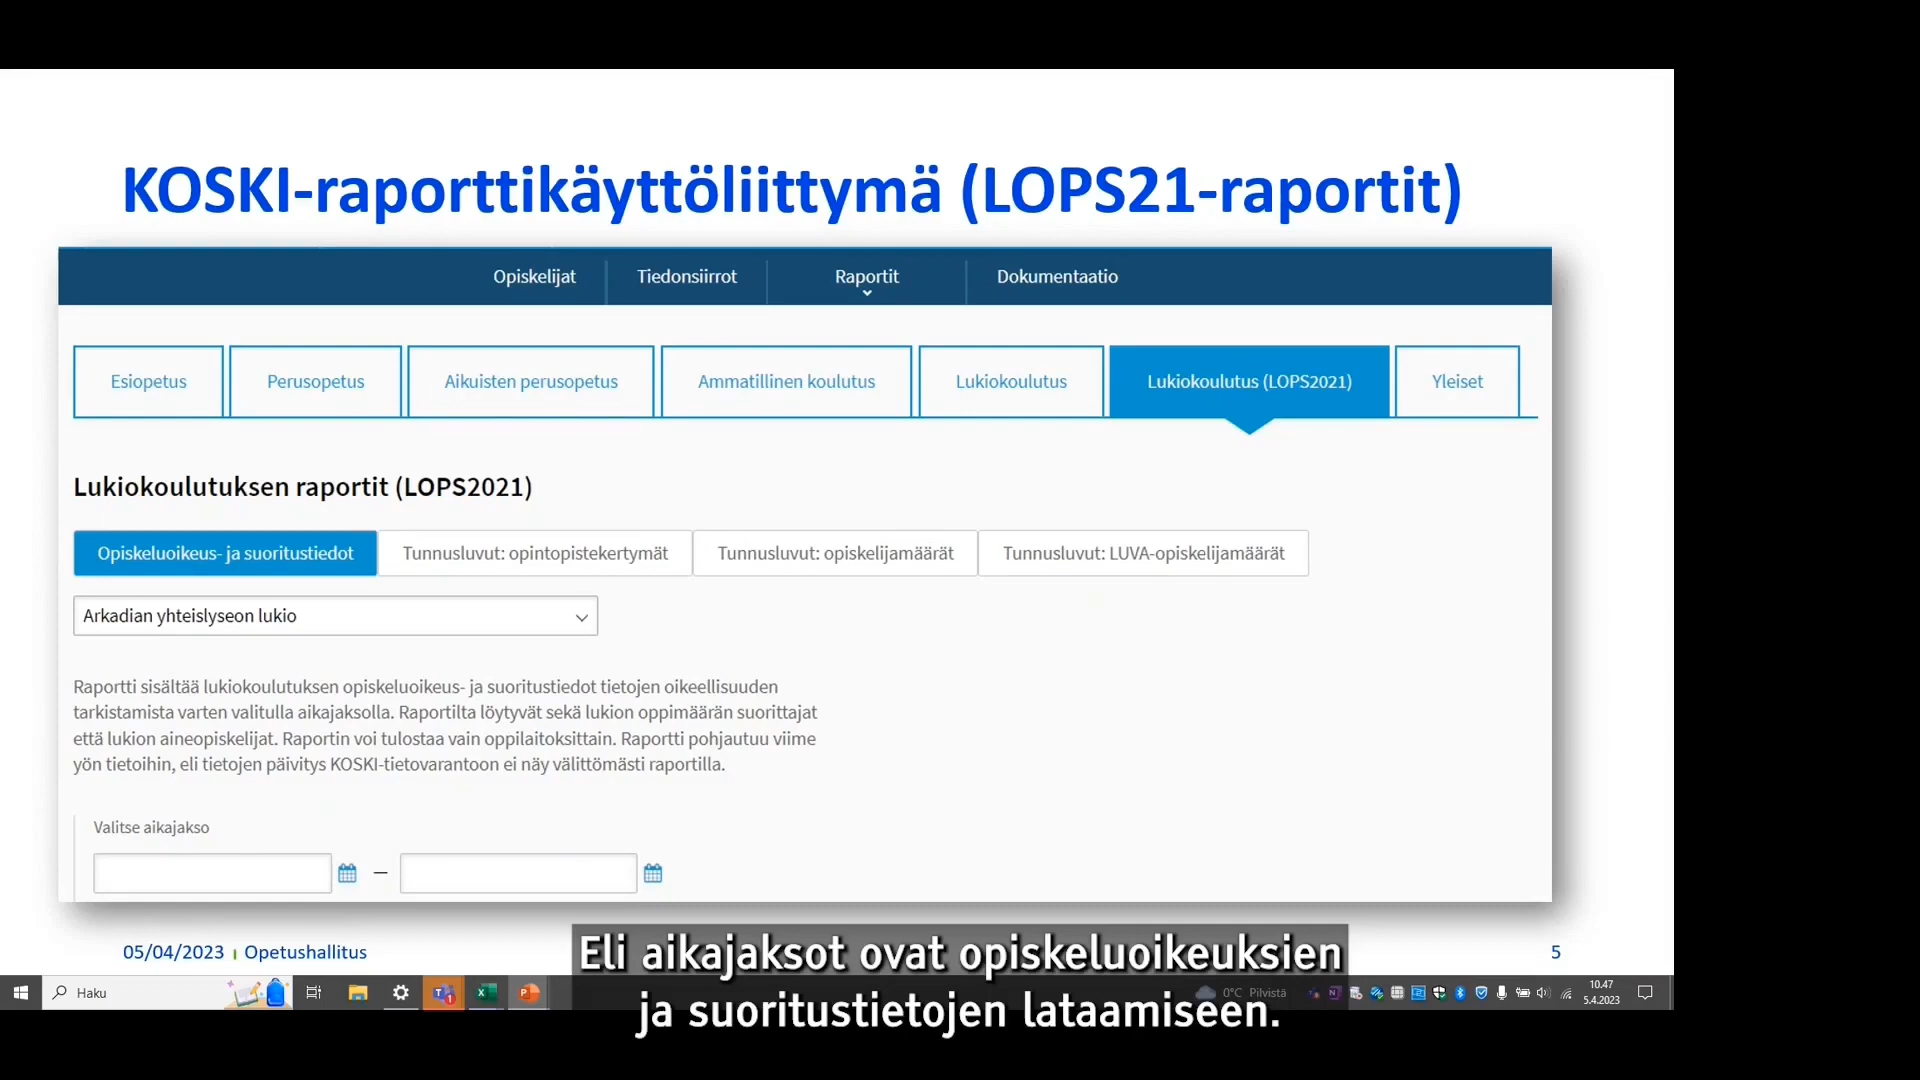 KOSKI-raporttikäyttöliittymä (LOPS21-raportit)
Opiskelijat Tiedonsiirrot Raportit Dokumentaatio
Esiopetus Perusopetus Aikuisten perusopetus Ammatillinen koulutus Lukiokoulutus Lukiokoulutus (LOPS2021) Yleiset
Lukiokoulutuksen raportit (LOPS2021)
Opiskeluoikeus- ja suoritustiedot Tunnusluvut: opintopistekertymät Tunnusluvut: opiskelijamäärät Tunnusluvut: LUVA-opiskelijamäärät
Arkadian yhteislyseon lukio
Raportti sisältää lukiokoulutuksen opiskeluoikeus- ja suoritustiedot tietojen oikeellisuuden
tarkistamista varten valitulla aikajaksolla. Raportilta löytyvät sekä lukion oppimäärän suorittajat
että lukion aineopiskelijat. Raportin voi tulostaa vain oppilaitoksittain. Raportti pohjautuu viime
yön tietoihin, eli tietojen päivitys KOSKI-tietovarantoon ei näy välittömästi raportilla.
Valitse aikajakso
–
05/04/2023 | Opetushallitus 5
Eli aikajaksot ovat opiskeluoikeuksien
ja suoritustietojen lataamiseen.
Haku 0°C Pilvistä 10.47
5.4.2023